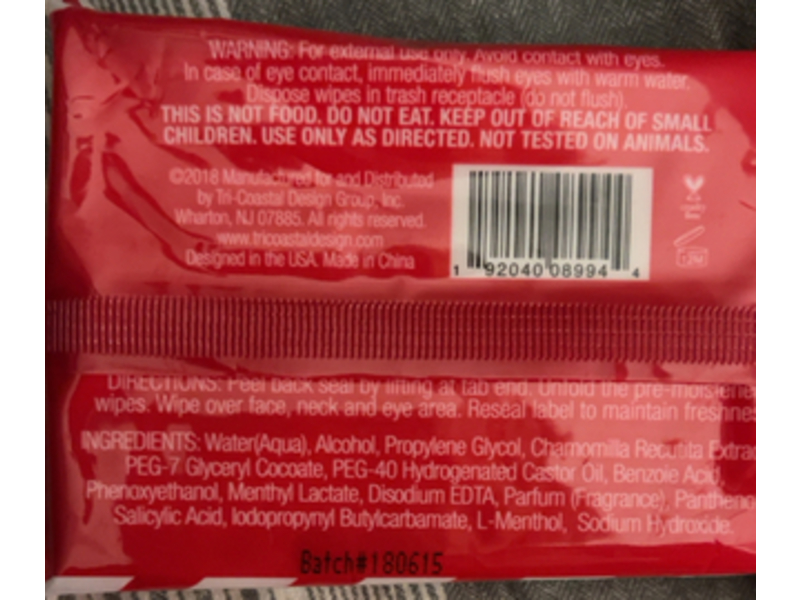 WARNING: For external use only. Avoid contact with eyes.
In case of eye contact, immediately flush eyes with warm water.
Dispose wipes in trash receptacle (do not flush).
THIS IS NOT FOOD. DO NOT EAT. KEEP OUT OF REACH OF SMALL
CHILDREN. USE ONLY AS DIRECTED. NOT TESTED ON ANIMALS.
©2018 Manufactured for and Distributed
by Tri-Coastal Design Group, Inc.
Wharton, NJ 07885. All rights reserved.
www.tricoastaldesign.com
Designed in the USA. Made in China
1 92040 08994 4
12M
DIRECTIONS: Peel back seal by lifting at tab end. Unfold the pre-moistene
wipes. Wipe over face, neck and eye area. Reseal label to maintain freshne
INGREDIENTS: Water(Aqua), Alcohol, Propylene Glycol, Chamomilla Recutita Extrac
PEG-7 Glyceryl Cocoate, PEG-40 Hydrogenated Castor Oil, Benzoic Acid
Phenoxyethanol, Menthyl Lactate, Disodium EDTA, Parfum (Fragrance), Pantheno
Salicylic Acid, Iodopropynyl Butylcarbamate, L-Menthol, Sodium Hydroxide.
Batch#180615